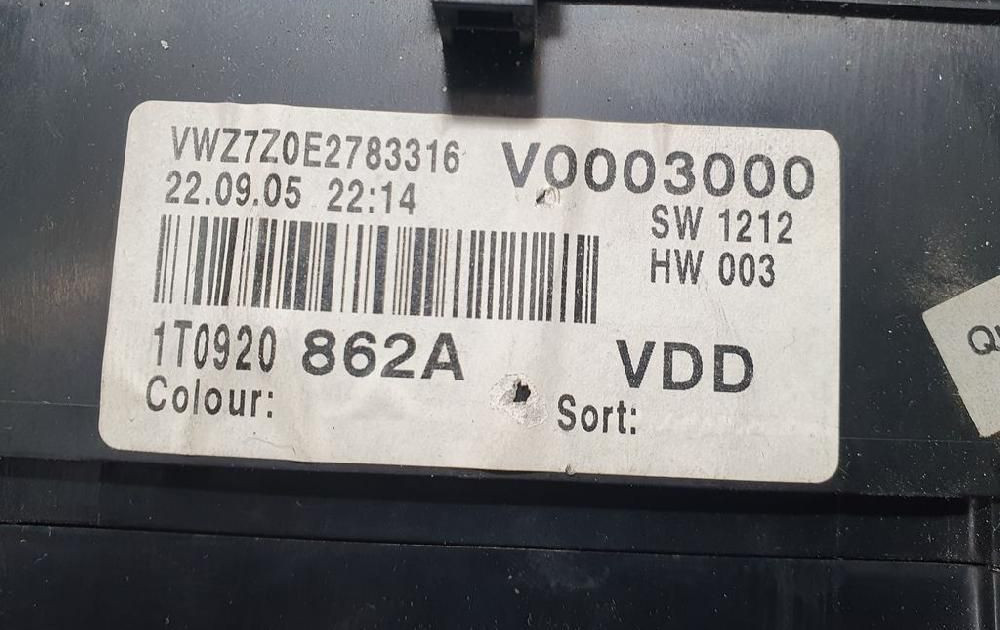 VWZ7Z0E2783316 V0003000
22.09.05 22:14 SW 1212
HW 003
1T0920 862A VDD
Colour: Sort: